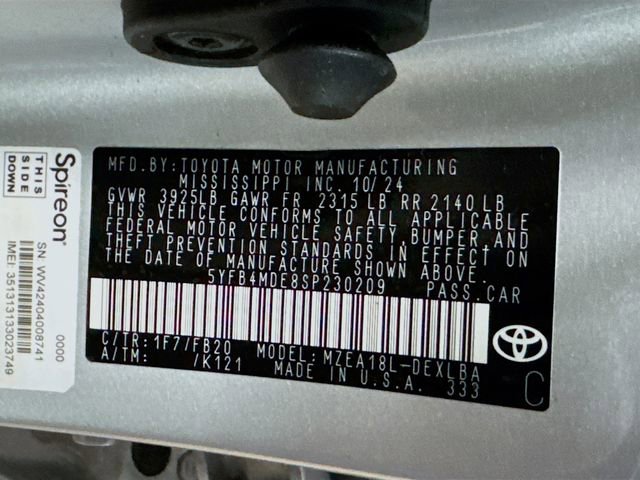 MFD. BY: TOYOTA MOTOR MANUFACTURING
MISSISSIPPI INC. 10/24
GVWR 3925LB GAWR FR 2315 LB RR 2140 LB
THIS VEHICLE CONFORMS TO ALL APPLICABLE
FEDERAL MOTOR VEHICLE SAFETY, BUMPER AND
THEFT PREVENTION STANDARDS IN EFFECT ON
THE DATE OF MANUFACTURE SHOWN ABOVE.
5YFB4MDE8SP230209 PASS.CAR
C/TR: 1F7/FB20 MODEL: MZEA18L-DEXLBA
A/TM: /K121 MADE IN U.S.A. 333
C
THIS
SIDE
DOWN
Spireon
SN: WV42404008741
IMEI: 351313133023749
0000